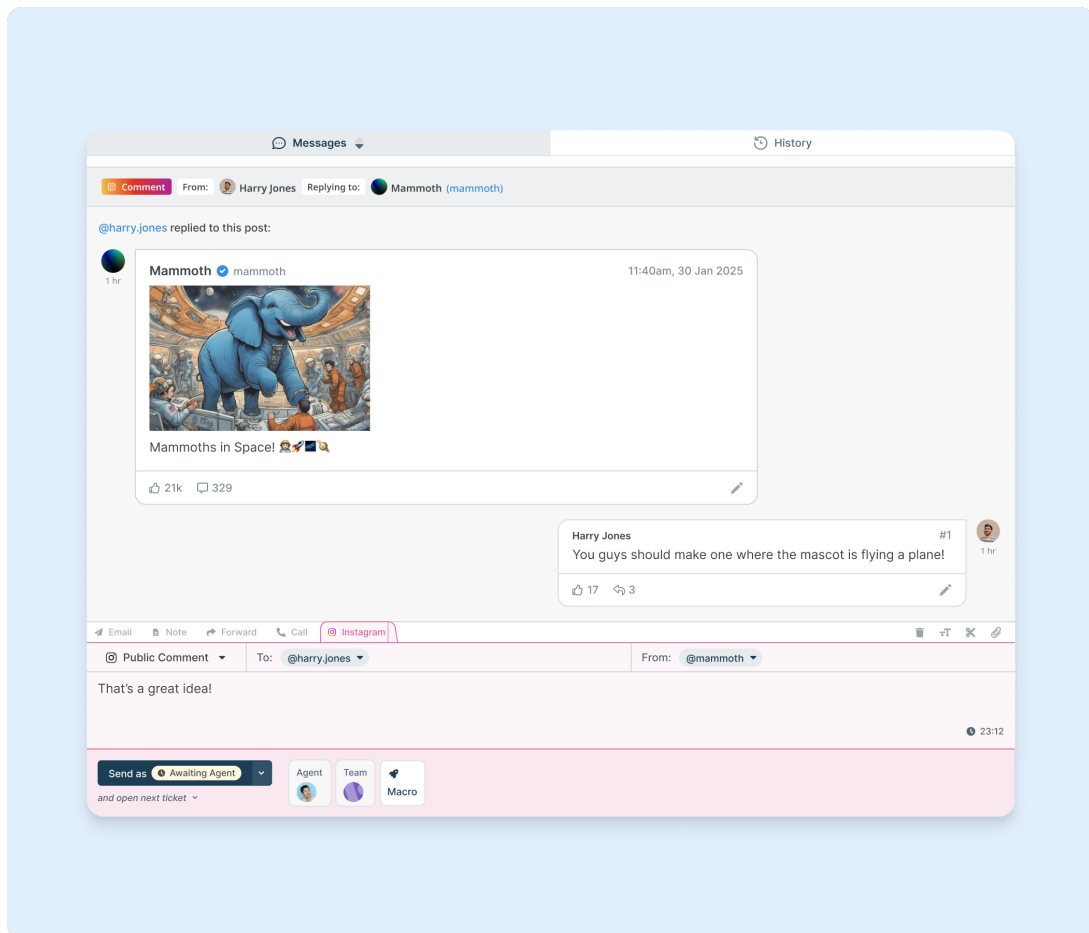 Messages
History
Comment From: Harry Jones Replying to: Mammoth (mammoth)
@harry.jones replied to this post:
1 hr
Mammoth mammoth 11:40am, 30 Jan 2025
Mammoths in Space! 👨🏻‍🚀🚀🌌🪐
21k 329
Harry Jones #1
You guys should make one where the mascot is flying a plane!
1 hr
17 3
Email Note Forward Call Instagram
Public Comment To: @harry.jones From: @mammoth
That's a great idea!
23:12
Send as Awaiting Agent
and open next ticket
Agent
Team
Macro